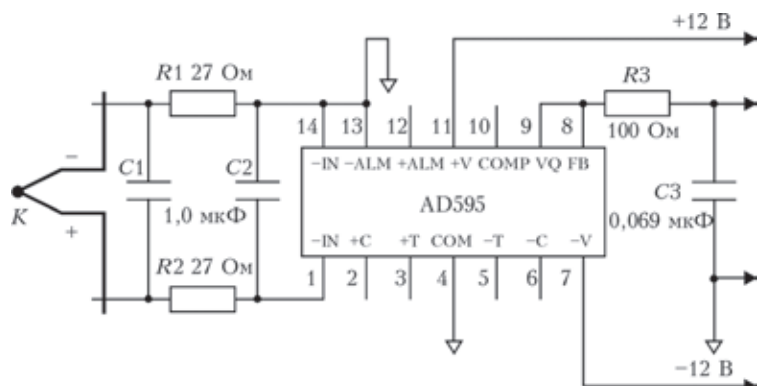 +12 В
R1 27 Ом
R3
14 13 12 11 10 9 8
100 Ом
−IN −ALM +ALM +V COMP VQ FB
− C1 C2
C3
K
AD595
1,0 мкФ
0,069 мкФ
+
−IN +C +T COM −T −C −V
R2 27 Ом
1 2 3 4 5 6 7
−12 В